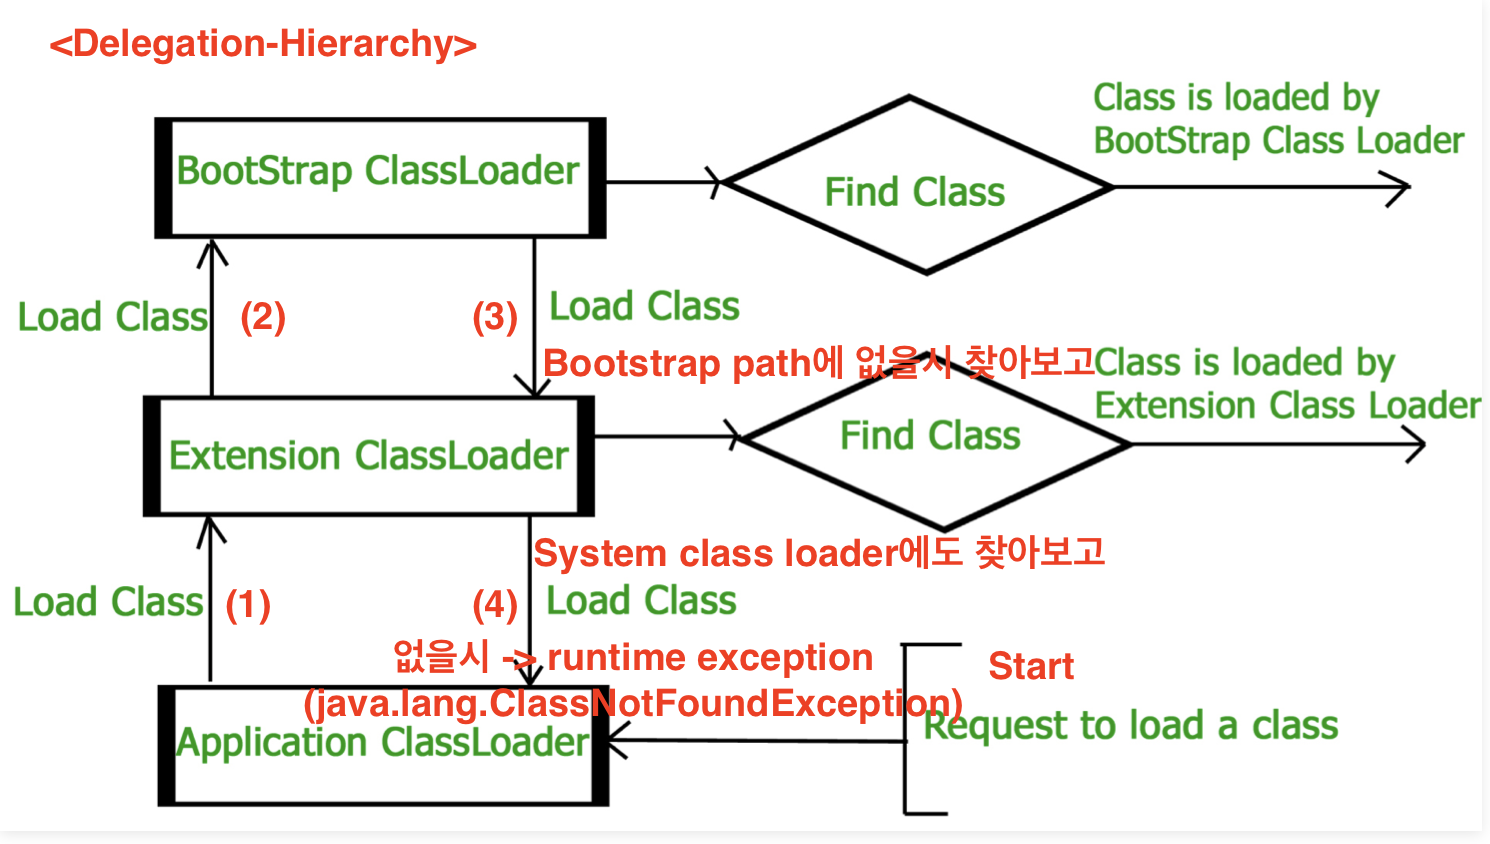 <Delegation-Hierarchy>
Class is loaded by
BootStrap Class Loader
BootStrap ClassLoader
Find Class
Load Class
(2)
(3)
Load Class
Bootstrap path에 없을시 찾아보고
Class is loaded by
Extension Class Loader
Extension ClassLoader
Find Class
System class loader에도 찾아보고
Load Class
(1)
(4)
Load Class
없을시 -> runtime exception
(java.lang.ClassNotFoundException)
Start
Request to load a class
Application ClassLoader